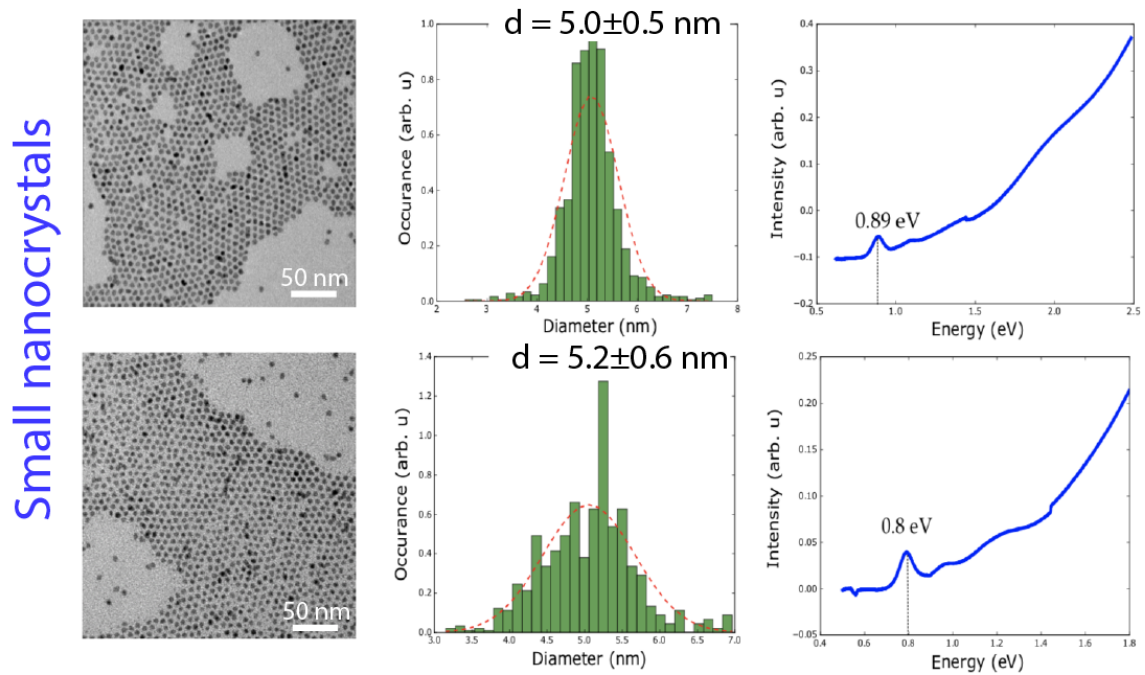 Small nanocrystals
50 nm
d = 5.0±0.5 nm
Occurance (arb. u)
1.0
0.8
0.6
0.4
0.2
0.0
2 3 4 5 6 7 8
Diameter (nm)
Intensity (arb. u)
0.4
0.3
0.2
0.1
0.0
−0.1
−0.2
0.89 eV
0.5 1.0 1.5 2.0 2.5
Energy (eV)
50 nm
d = 5.2±0.6 nm
Occurance (arb. u)
1.4
1.2
1.0
0.8
0.6
0.4
0.2
0.0
3.0 3.5 4.0 4.5 5.0 5.5 6.0 6.5 7.0
Diameter (nm)
Intensity (arb. u)
0.25
0.20
0.15
0.10
0.05
0.00
−0.05
0.8 eV
0.4 0.6 0.8 1.0 1.2 1.4 1.6 1.8
Energy (eV)